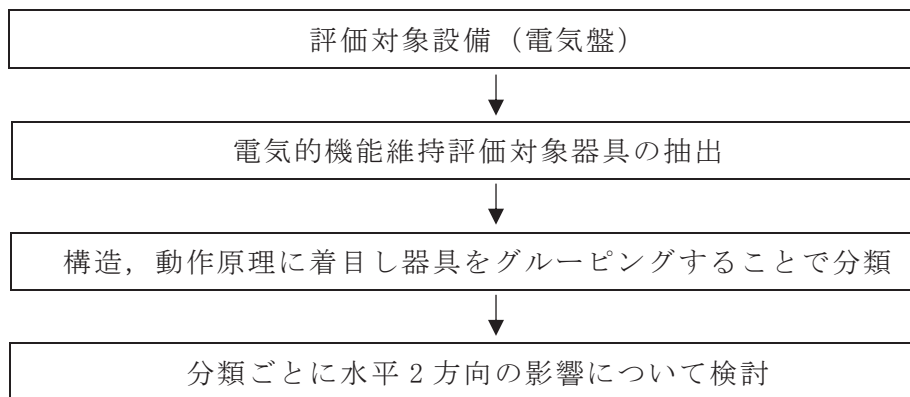 評価対象設備（電気盤）
電気的機能維持評価対象器具の抽出
構造，動作原理に着目し器具をグルーピングすることで分類
分類ごとに水平２方向の影響について検討